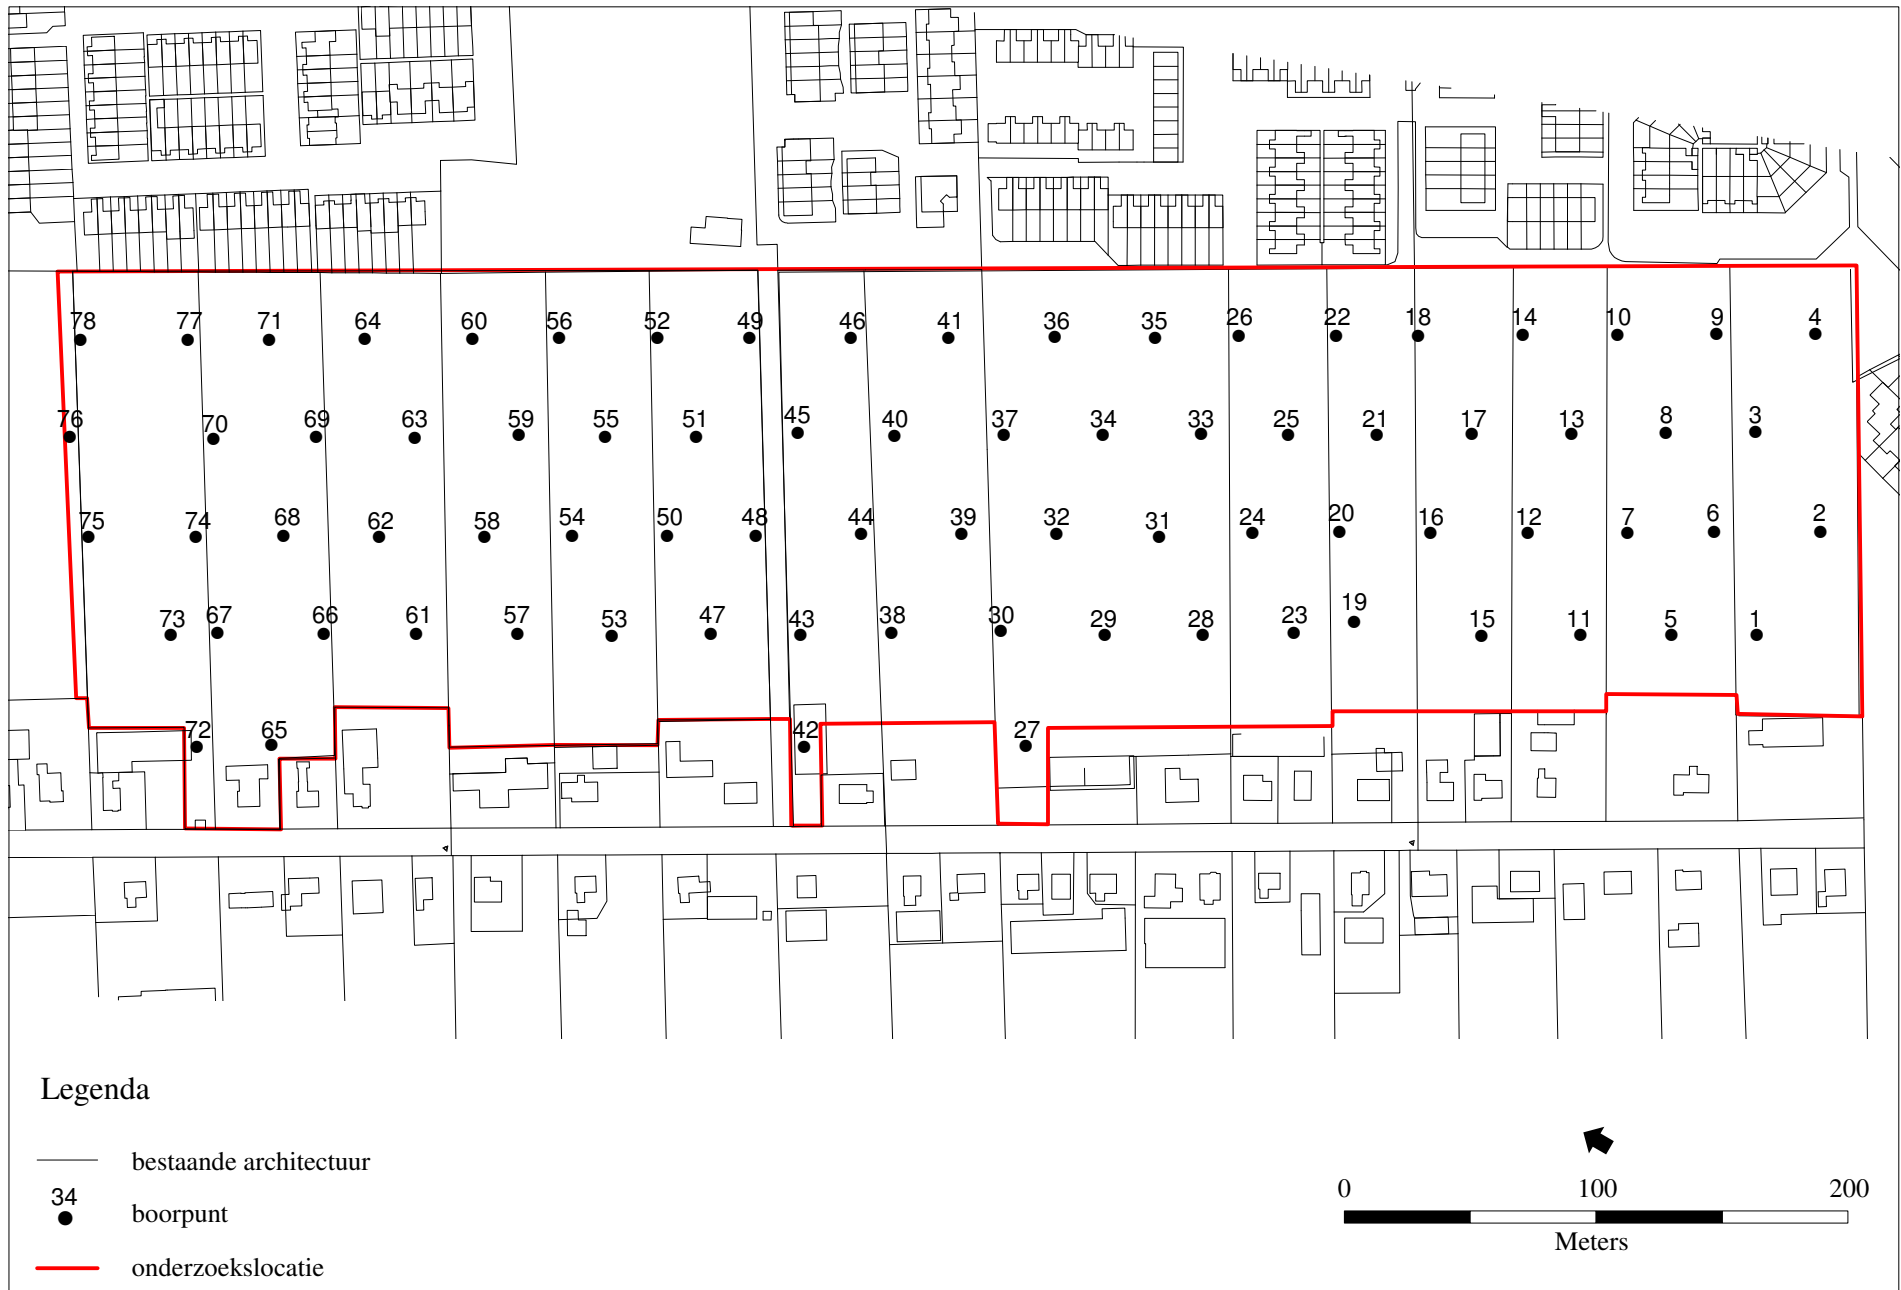 78 77 71 64 60 56 52 49 46 41 36 35 26 22 18 14 10 9 4
76 70 69 63 59 55 51 45 40 37 34 33 25 21 17 13 8 3
75 74 68 62 58 54 50 48 44 39 32 31 24 20 16 12 7 6 2
73 67 66 61 57 53 47 43 38 30 29 28 23 19 15 11 5 1
72 65 42 27
Legenda
bestaande architectuur
34
boorpunt
onderzoekslocatie
0 100 200
Meters